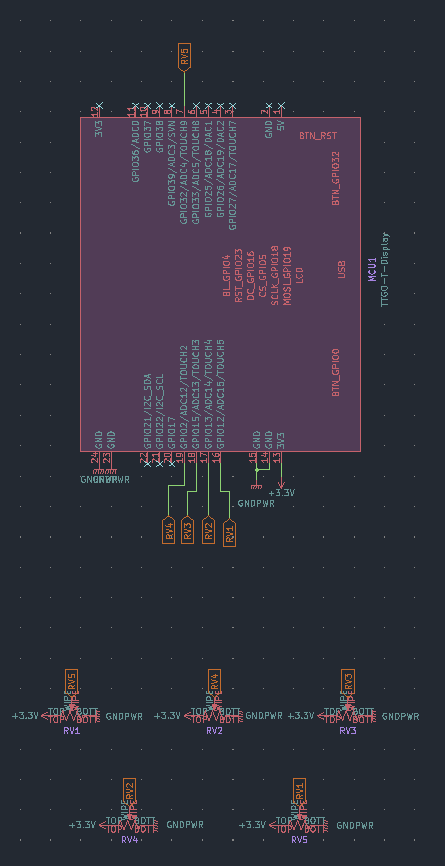 RV5
12
11
10
9
8
7
6
5
4
3
2
1
3V3
GPIO36/ADC0
GPIO37
GPIO38
GPIO39/ADC3/SVN
GPIO32/ADC4/TOUCH9
GPIO33/ADC5/TOUCH8
GPIO25/ADC18/DAC1
GPIO26/ADC19/DAC2
GPIO27/ADC17/TOUCH7
GND
5V
BTN_RST
BTN_GPIO32
BL_GPIO4
RST_GPIO23
DC_GPIO16
CS_GPIO5
SCLK_GPIO18
MOSI_GPIO19
LCD
USB
MCU1
TTGO-T-Display
BTN_GPIO0
GND
GND
GPIO21/I2C_SDA
GPIO22/I2C_SCL
GPIO17
GPIO2/ADC12/TOUCH2
GPIO15/ADC13/TOUCH3
GPIO13/ADC14/TOUCH4
GPIO12/ADC15/TOUCH5
GND
GND
3V3
24
23
22
21
20
19
18
17
16
15
14
13
GNDPWR
GNDPWR
+3.3V
RV4
RV3
RV2
RV1
RV5
RV4
RV3
+3.3V
TOP
WIPER
BOTT
GNDPWR
+3.3V
TOP
WIPER
BOTT
GNDPWR
+3.3V
TOP
WIPER
BOTT
GNDPWR
RV1
RV2
RV3
RV2
RV1
+3.3V
TOP
WIPER
BOTT
GNDPWR
+3.3V
TOP
WIPER
BOTT
GNDPWR
RV4
RV5